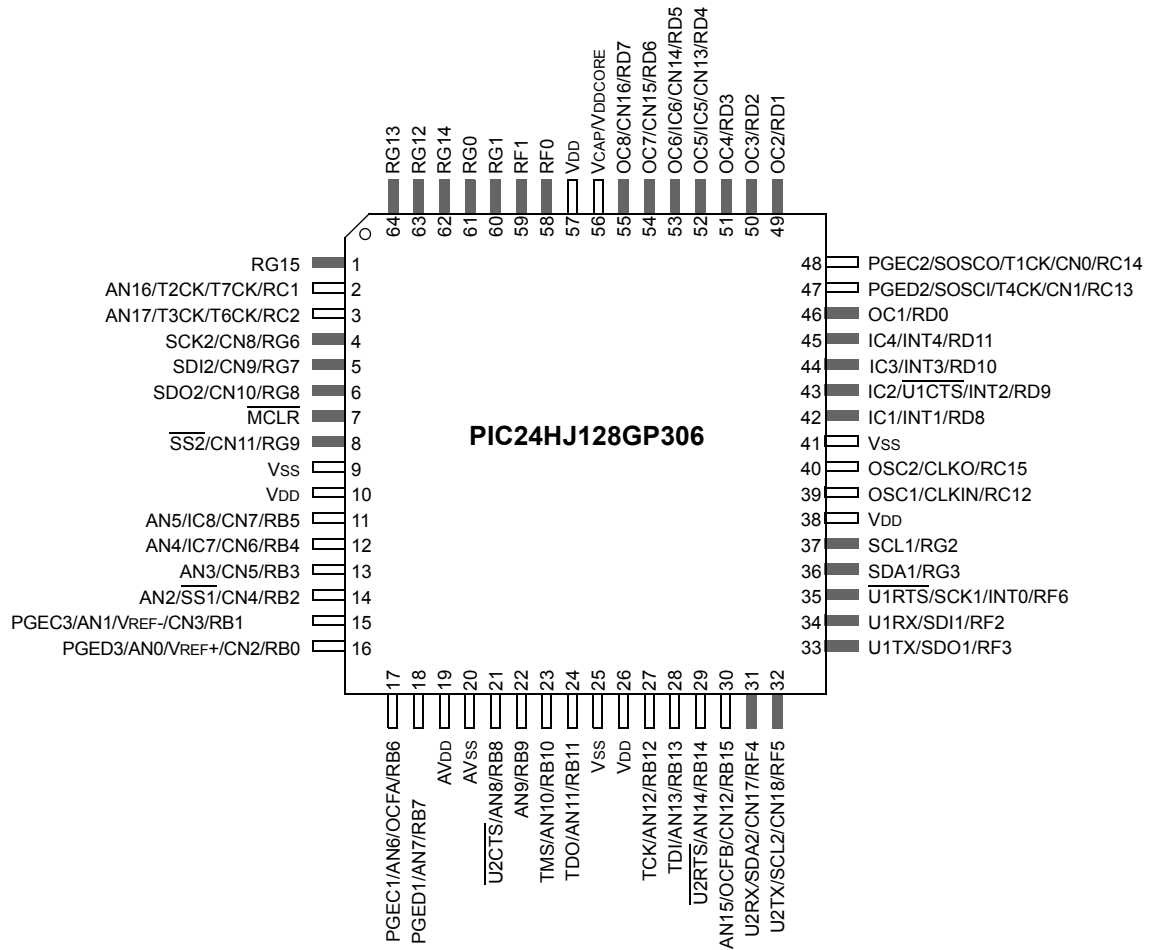 RG13
RG12
RG14
RG0
RG1
RF1
RF0
VDD
VCAP/VDDCORE
OC8/CN16/RD7
OC7/CN15/RD6
OC6/IC6/CN14/RD5
OC5/IC5/CN13/RD4
OC4/RD3
OC3/RD2
OC2/RD1
64
63
62
61
60
59
58
57
56
55
54
53
52
51
50
49
RG15 1
AN16/T2CK/T7CK/RC1 2
AN17/T3CK/T6CK/RC2 3
SCK2/CN8/RG6 4
SDI2/CN9/RG7 5
SDO2/CN10/RG8 6
MCLR 7
SS2/CN11/RG9 8
VSS 9
VDD 10
AN5/IC8/CN7/RB5 11
AN4/IC7/CN6/RB4 12
AN3/CN5/RB3 13
AN2/SS1/CN4/RB2 14
PGEC3/AN1/VREF-/CN3/RB1 15
PGED3/AN0/VREF+/CN2/RB0 16
PIC24HJ128GP306
48 PGEC2/SOSCO/T1CK/CN0/RC14
47 PGED2/SOSCI/T4CK/CN1/RC13
46 OC1/RD0
45 IC4/INT4/RD11
44 IC3/INT3/RD10
43 IC2/U1CTS/INT2/RD9
42 IC1/INT1/RD8
41 VSS
40 OSC2/CLKO/RC15
39 OSC1/CLKIN/RC12
38 VDD
37 SCL1/RG2
36 SDA1/RG3
35 U1RTS/SCK1/INT0/RF6
34 U1RX/SDI1/RF2
33 U1TX/SDO1/RF3
17
18
19
20
21
22
23
24
25
26
27
28
29
30
31
32
PGEC1/AN6/OCFA/RB6
PGED1/AN7/RB7
AVDD
AVSS
U2CTS/AN8/RB8
AN9/RB9
TMS/AN10/RB10
TDO/AN11/RB11
VSS
VDD
TCK/AN12/RB12
TDI/AN13/RB13
U2RTS/AN14/RB14
AN15/OCFB/CN12/RB15
U2RX/SDA2/CN17/RF4
U2TX/SCL2/CN18/RF5